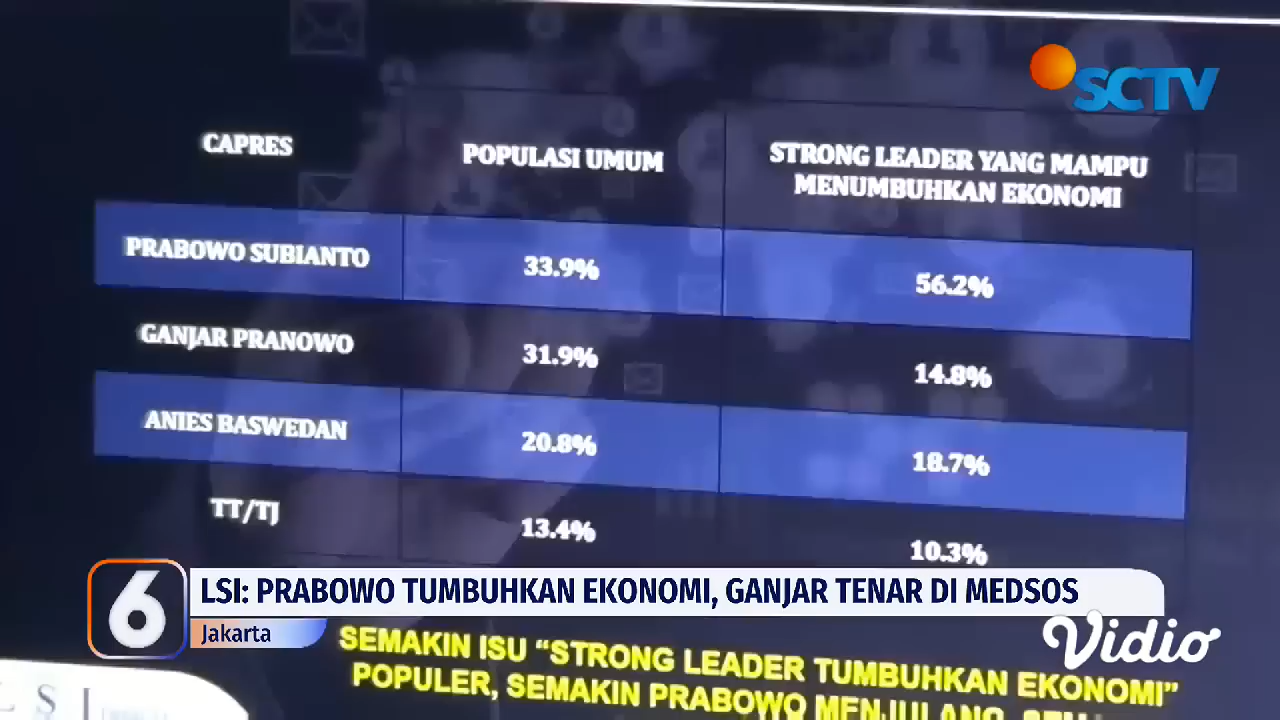 SCTV
CAPRES
POPULASI UMUM
STRONG LEADER YANG MAMPU
MENUMBUHKAN EKONOMI
PRABOWO SUBIANTO
33.9%
56.2%
GANJAR PRANOWO
31.9%
14.8%
ANIES BASWEDAN
20.8%
18.7%
TT/TJ
13.4%
10.3%
6
LSI: PRABOWO TUMBUHKAN EKONOMI, GANJAR TENAR DI MEDSOS
Jakarta
Vidio
SEMAKIN ISU “STRONG LEADER TUMBUHKAN EKONOMI”
POPULER, SEMAKIN PRABOWO MENJULANG,
LSI